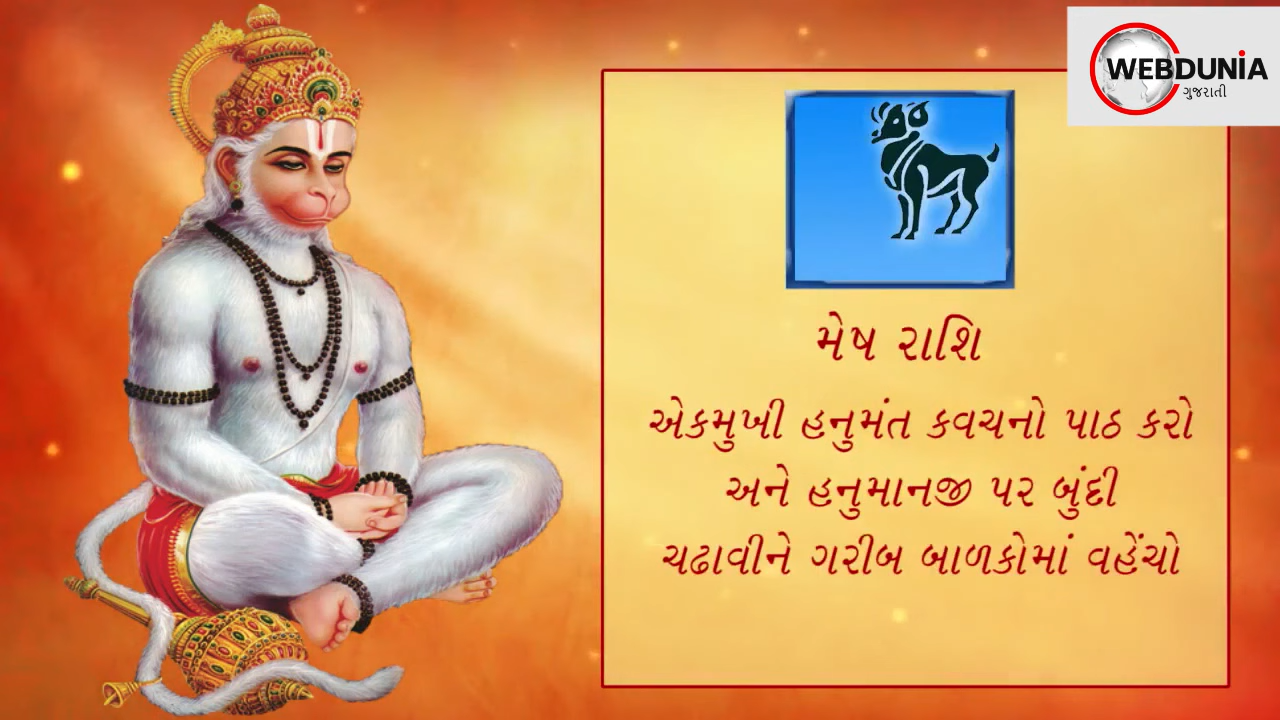 WEBDUNIA
ગુજરાતી
મેષ રાશિ
એકમુખી હનુમંત કવચનો પાઠ કરો
અને હનુમાનજી પર બુંદી
ચઢાવીને ગરીબ બાળકોમાં વહેંચો